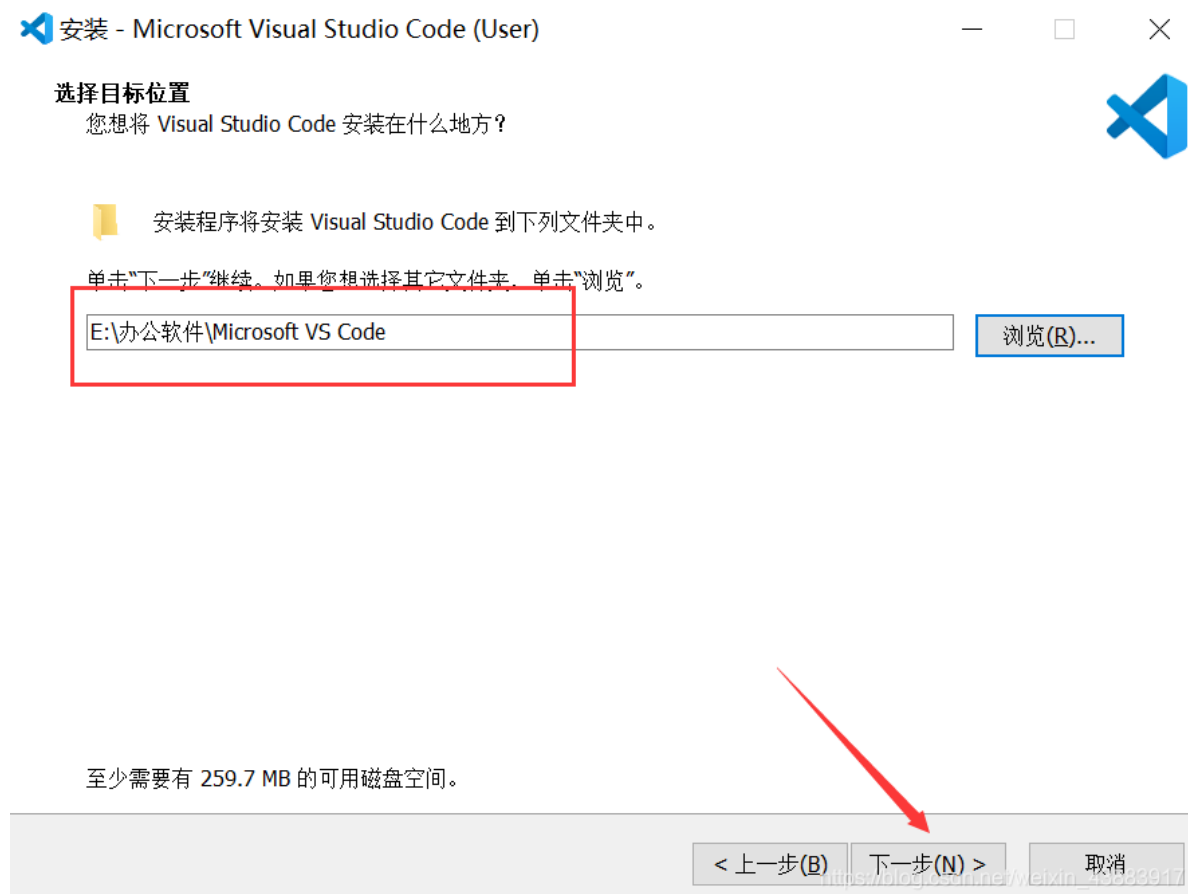 安装 - Microsoft Visual Studio Code (User)
选择目标位置
您想将 Visual Studio Code 安装在什么地方？
安装程序将安装 Visual Studio Code 到下列文件夹中。
单击“下一步”继续。如果您想选择其它文件夹，单击“浏览”。
E:\办公软件\Microsoft VS Code
浏览(R)...
至少需要有 259.7 MB 的可用磁盘空间。
< 上一步(B)
下一步(N) >
取消
https://blog.csdn.net/weixin_43883917